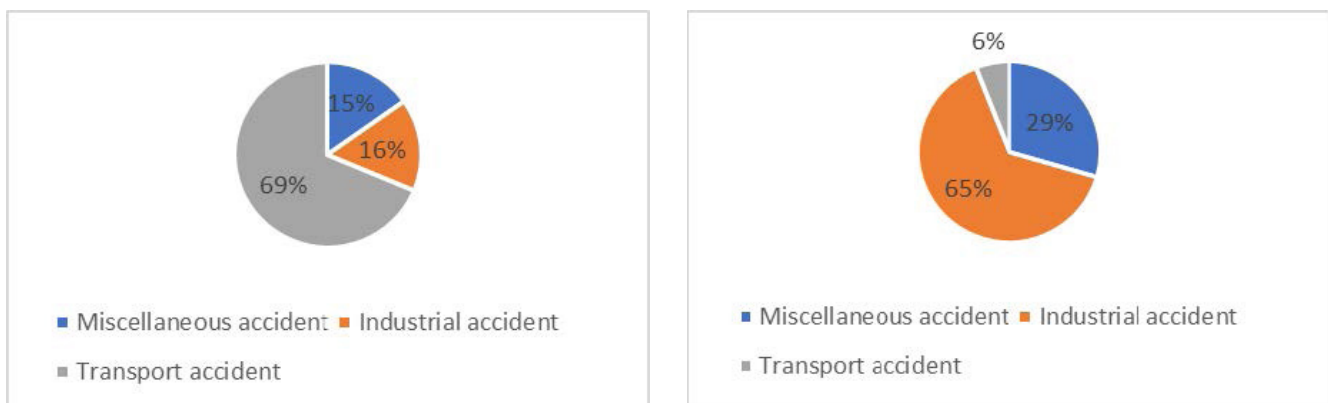 15%
16%
69%
Miscellaneous accident Industrial accident
Transport accident
6%
29%
65%
Miscellaneous accident Industrial accident
Transport accident